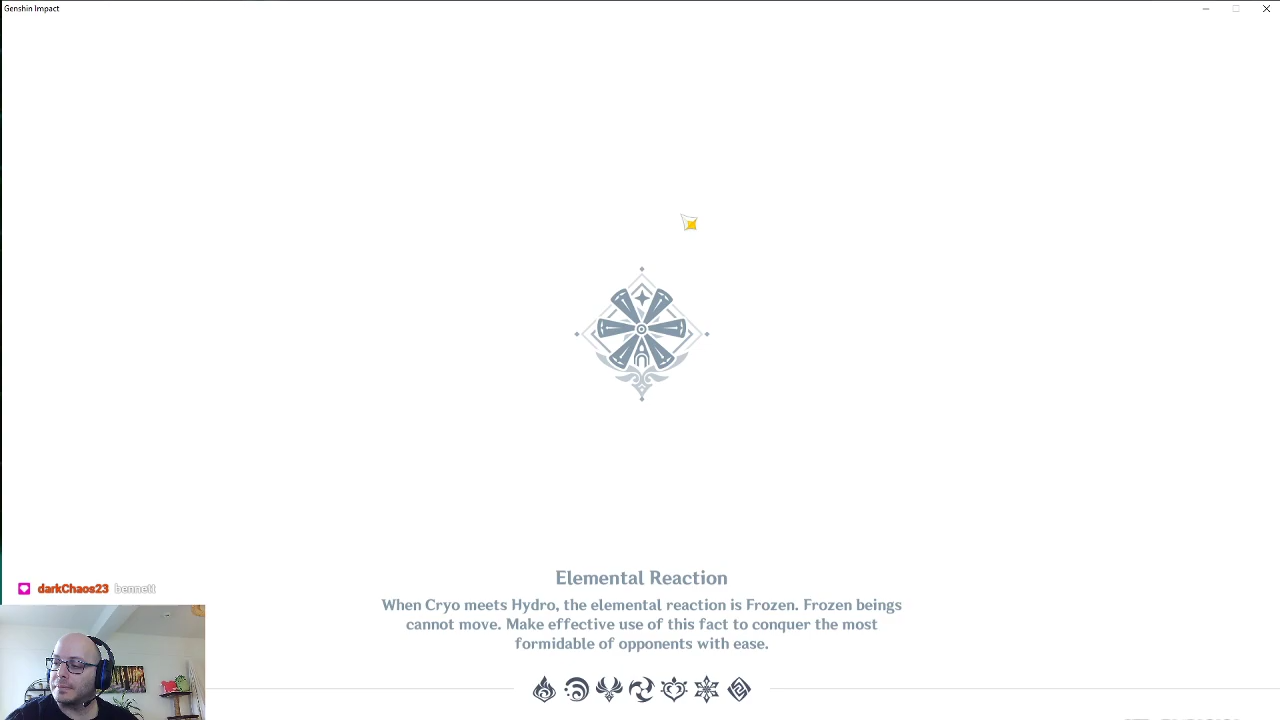 Genshin Impact
darkChaos23 bennett
Elemental Reaction
When Cryo meets Hydro, the elemental reaction is Frozen. Frozen beings
cannot move. Make effective use of this fact to conquer the most
formidable of opponents with ease.